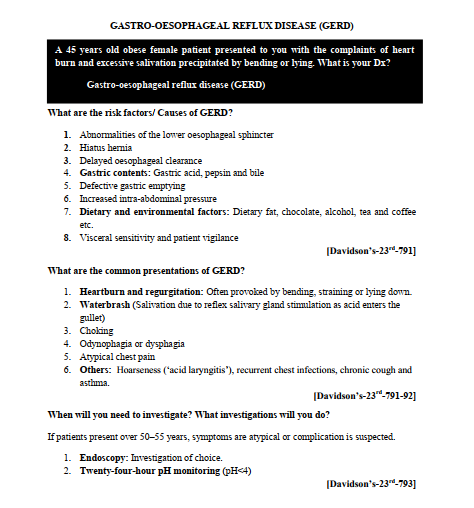 GASTRO-OESOPHAGEAL REFLUX DISEASE (GERD)
A 45 years old obese female patient presented to you with the complaints of heart
burn and excessive salivation precipitated by bending or lying. What is your Dx?
Gastro-oesophageal reflux disease (GERD)
What are the risk factors/ Causes of GERD?
1. Abnormalities of the lower oesophageal sphincter
2. Hiatus hernia
3. Delayed oesophageal clearance
4. Gastric contents: Gastric acid, pepsin and bile
5. Defective gastric emptying
6. Increased intra-abdominal pressure
7. Dietary and environmental factors: Dietary fat, chocolate, alcohol, tea and coffee
etc.
8. Visceral sensitivity and patient vigilance
[Davidson's-23rd-791]
What are the common presentations of GERD?
1. Heartburn and regurgitation: Often provoked by bending, straining or lying down.
2. Waterbrash (Salivation due to reflex salivary gland stimulation as acid enters the
gullet)
3. Choking
4. Odynophagia or dysphagia
5. Atypical chest pain
6. Others: Hoarseness (‘acid laryngitis’), recurrent chest infections, chronic cough and
asthma.
[Davidson's-23rd-791-92]
When will you need to investigate? What investigations will you do?
If patients present over 50–55 years, symptoms are atypical or complication is suspected.
1. Endoscopy: Investigation of choice.
2. Twenty-four-hour pH monitoring (pH<4)
[Davidson's-23rd-793]